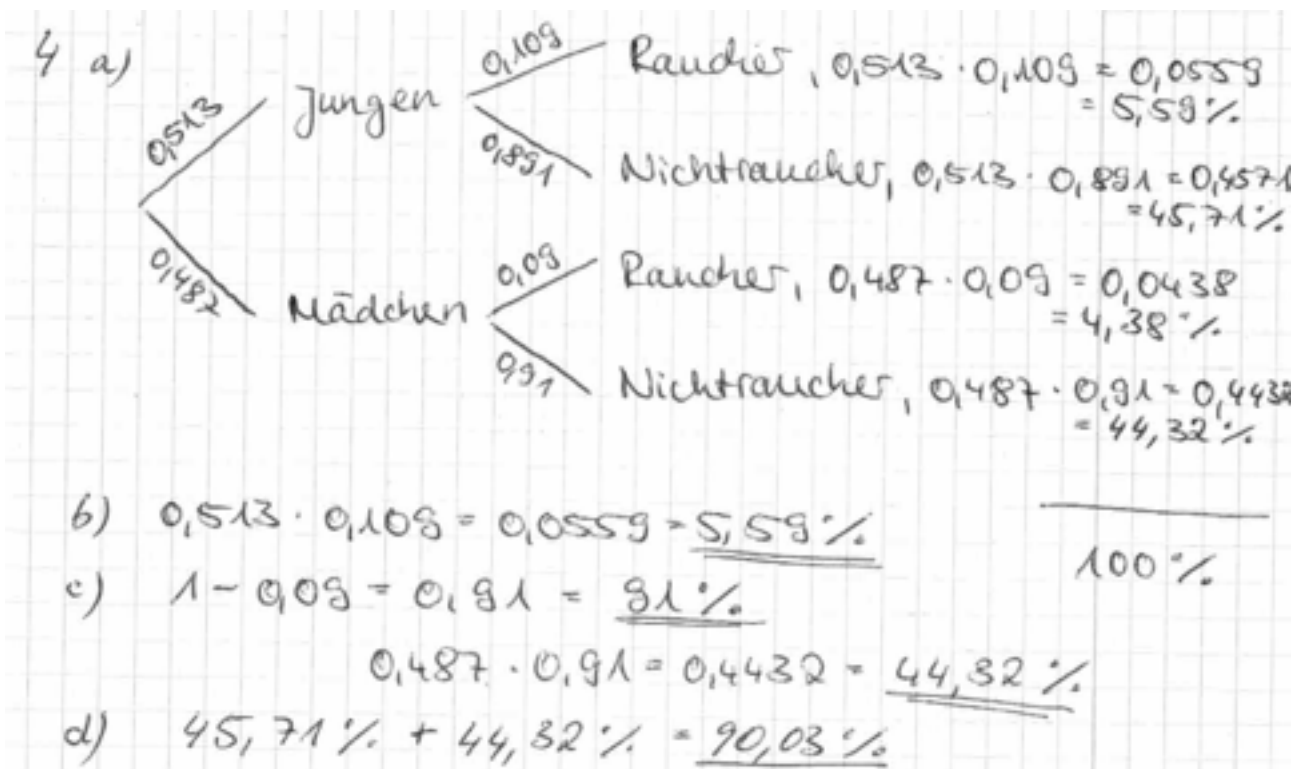 4 a)
0,109
Raucher, 0,513 · 0,109 = 0,0559
= 5,59 %
0,513
Jungen
0,891
Nichtraucher, 0,513 · 0,891 = 0,4571
= 45,71 %
0,487
Mädchen
0,09
Raucher, 0,487 · 0,09 = 0,0438
= 4,38 %
0,91
Nichtraucher, 0,487 · 0,91 = 0,4432
= 44,32 %
b) 0,513 · 0,109 = 0,0559 = 5,59 %
100 %
c) 1 - 0,09 = 0,91 = 91 %
0,487 · 0,91 = 0,4432 = 44,32 %
d) 45,71 % + 44,32 % = 90,03 %